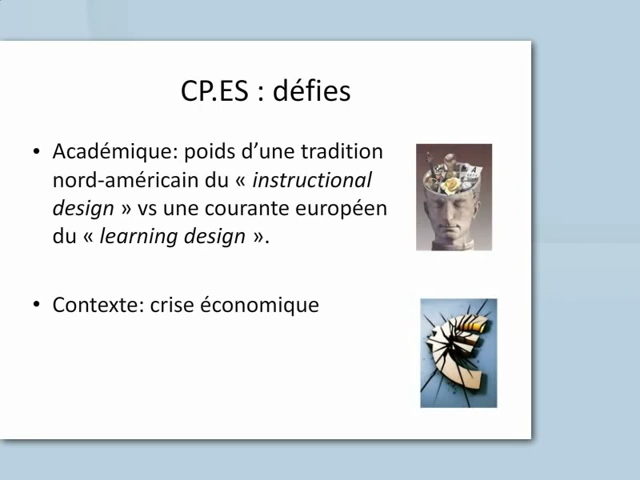 CP.ES : défies
• Académique: poids d’une tradition
nord-américain du « instructional
design » vs une courante européen
du « learning design ».
• Contexte: crise économique